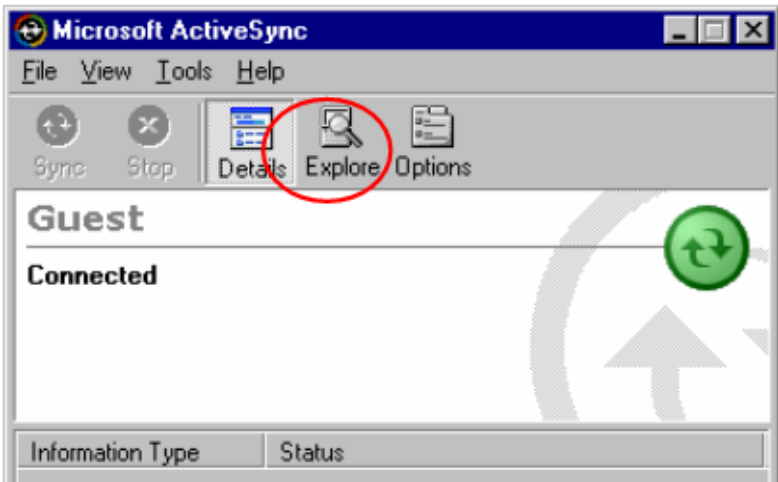 Microsoft ActiveSync
File View Tools Help
Sync Stop Details Explore Options
Guest
Connected
Information Type Status